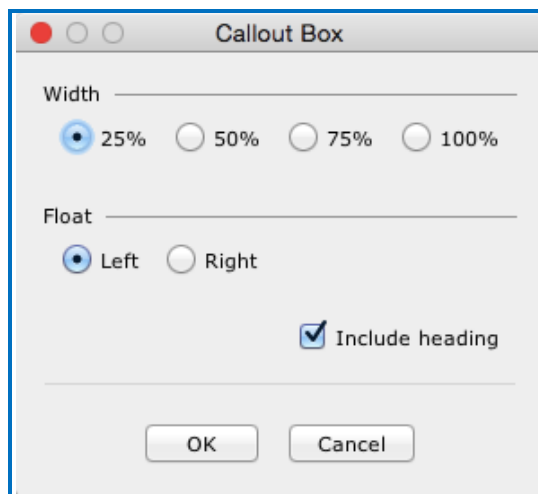 Callout Box
Width
25% 50% 75% 100%
Float
Left Right
Include heading
OK Cancel